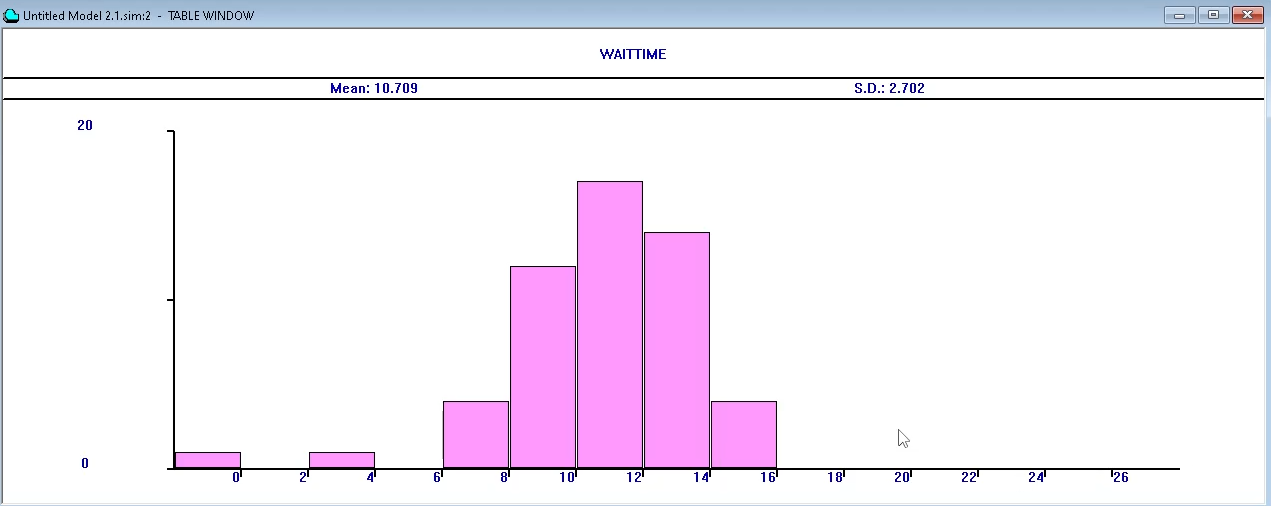 Untitled Model 2.1.sim:2 - TABLE WINDOW
WAITTIME
Mean: 10.709 S.D.: 2.702
20
0
0 2 4 6 8 10 12 14 16 18 20 22 24 26